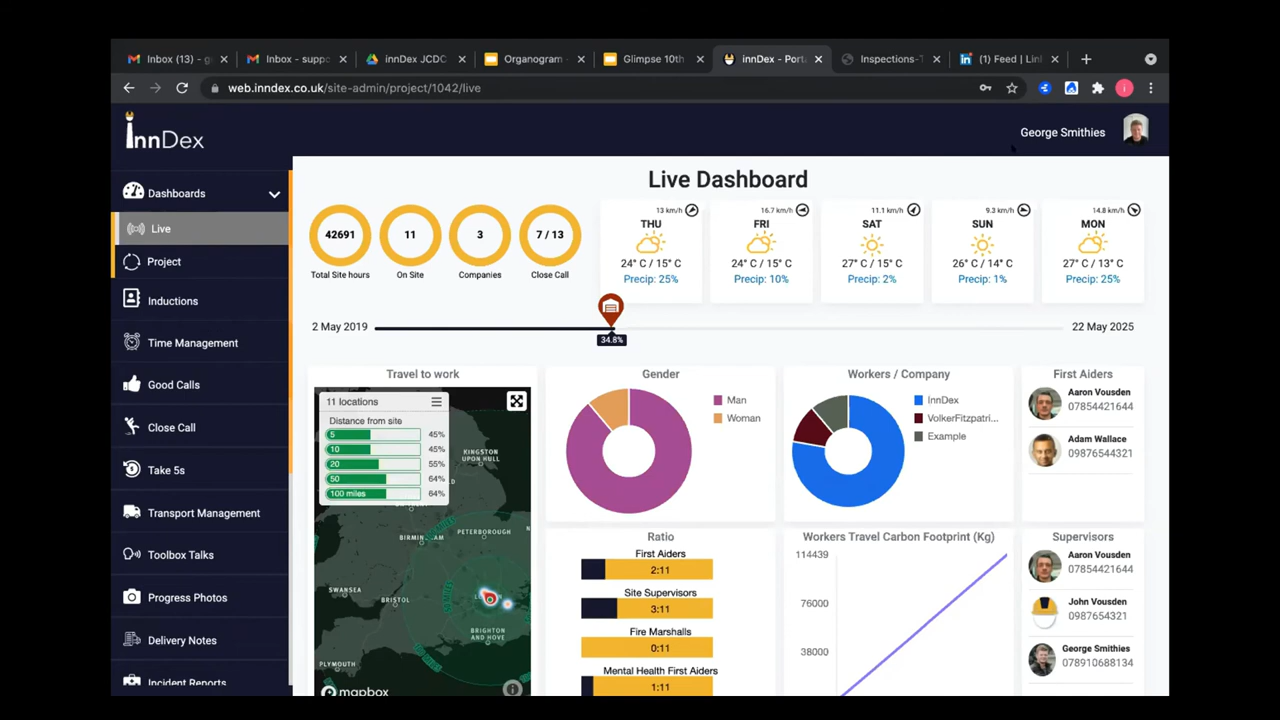 Inbox (13) - g
Inbox - suppo
innDex JCDC
Organogram -
Glimpse 10th
innDex - Porta
Inspections-T
(1) Feed | Lin
web.inndex.co.uk/site-admin/project/1042/live
i
InnDex
George Smithies
Dashboards
Live
Project
Inductions
Time Management
Good Calls
Close Call
Take 5s
Transport Management
Toolbox Talks
Progress Photos
Delivery Notes
Incident Reports
Live Dashboard
42691
11
3
7 / 13
Total Site hours
On Site
Companies
Close Call
13 km/h
THU
24° C / 15° C
Precip: 25%
16.7 km/h
FRI
24° C / 15° C
Precip: 10%
11.1 km/h
SAT
27° C / 15° C
Precip: 2%
9.3 km/h
SUN
26° C / 14° C
Precip: 1%
14.8 km/h
MON
27° C / 13° C
Precip: 25%
2 May 2019
34.8%
22 May 2025
Travel to work
11 locations
Distance from site
5 45%
10 45%
20 55%
50 64%
100 miles 64%
KINGSTON
UPON HULL
PETERBOROUGH
SWANSEA
BRISTOL
BRIGHTON
AND HOVE
PLYMOUTH
mapbox
Gender
Man
Woman
Workers / Company
InnDex
VolkerFitzpatri...
Example
First Aiders
Aaron Vousden
07854421644
Adam Wallace
09876544321
Ratio
First Aiders
2:11
Site Supervisors
3:11
Fire Marshalls
0:11
Mental Health First Aiders
1:11
Workers Travel Carbon Footprint (Kg)
114439
76000
38000
Supervisors
Aaron Vousden
07854421644
John Vousden
0987654321
George Smithies
078910688134